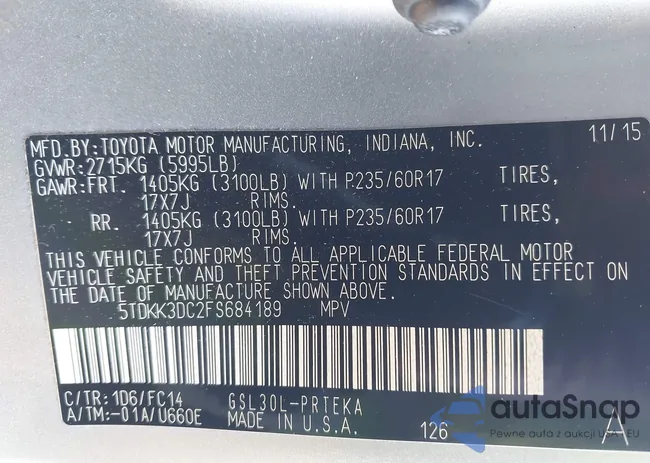 MFD.BY:TOYOTA MOTOR MANUFACTURING, INDIANA, INC. 11/15
GVWR:2715KG (5995LB)
GAWR:FRT. 1405KG (3100LB) WITH P235/60R17 TIRES,
17X7J RIMS.
RR. 1405KG (3100LB) WITH P235/60R17 TIRES,
17X7J RIMS.
THIS VEHICLE CONFORMS TO ALL APPLICABLE FEDERAL MOTOR
VEHICLE SAFETY AND THEFT PREVENTION STANDARDS IN EFFECT ON
THE DATE OF MANUFACTURE SHOWN ABOVE.
5TDKK3DC2FS684189 MPV
C/TR:1D6/FC14 GSL30L-PRTEKA
A/TM:-01A/U660E MADE IN U.S.A. 126 A
autoSnap
Pewne auta z aukcji USA i EU